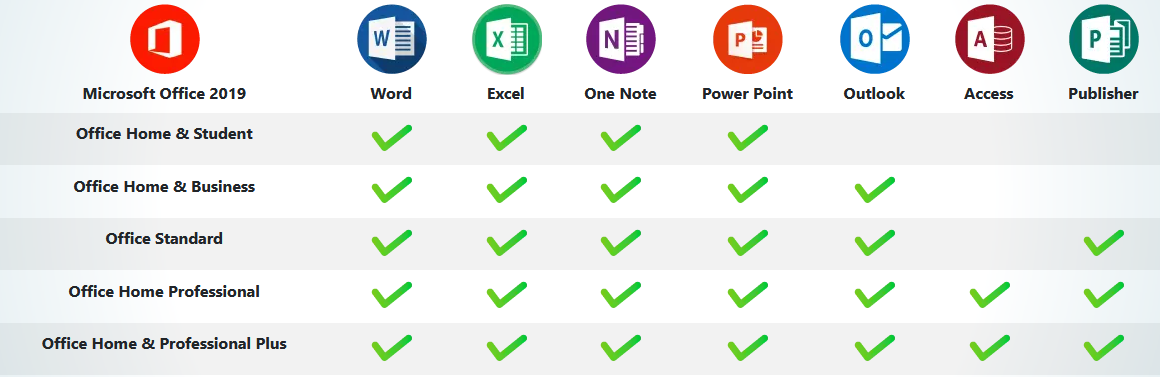 W X N P O A P
Microsoft Office 2019 Word Excel One Note Power Point Outlook Access Publisher
Office Home & Student
Office Home & Business
Office Standard
Office Home Professional
Office Home & Professional Plus